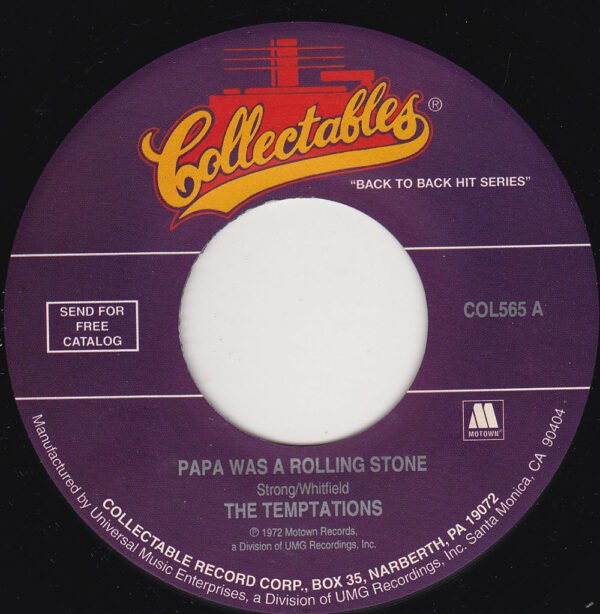 Collectables®
"BACK TO BACK HIT SERIES"
SEND FOR
FREE
CATALOG
COL565 A
MOTOWN
PAPA WAS A ROLLING STONE
Strong/Whitfield
THE TEMPTATIONS
℗ 1972 Motown Records,
a Division of UMG Recordings, Inc.
COLLECTABLE RECORD CORP., BOX 35, NARBERTH, PA 19072
Manufactured by Universal Music Enterprises, a Division of UMG Recordings, Inc. Santa Monica, CA 90404